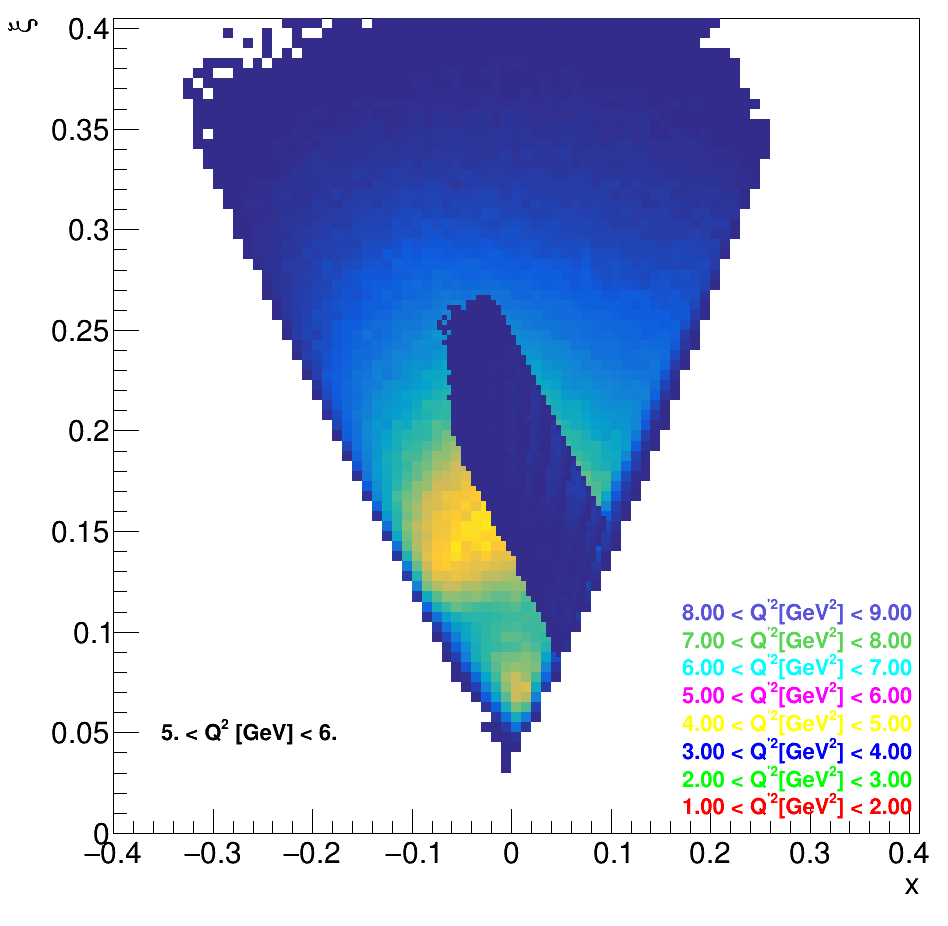 ξ
0.4
0.35
0.3
0.25
0.2
0.15
0.1
0.05
0
8.00 < Q'2[GeV2] < 9.00
7.00 < Q'2[GeV2] < 8.00
6.00 < Q'2[GeV2] < 7.00
5.00 < Q'2[GeV2] < 6.00
4.00 < Q'2[GeV2] < 5.00
3.00 < Q'2[GeV2] < 4.00
2.00 < Q'2[GeV2] < 3.00
1.00 < Q'2[GeV2] < 2.00
5. < Q2 [GeV] < 6.
−0.4 −0.3 −0.2 −0.1 0 0.1 0.2 0.3 0.4
x